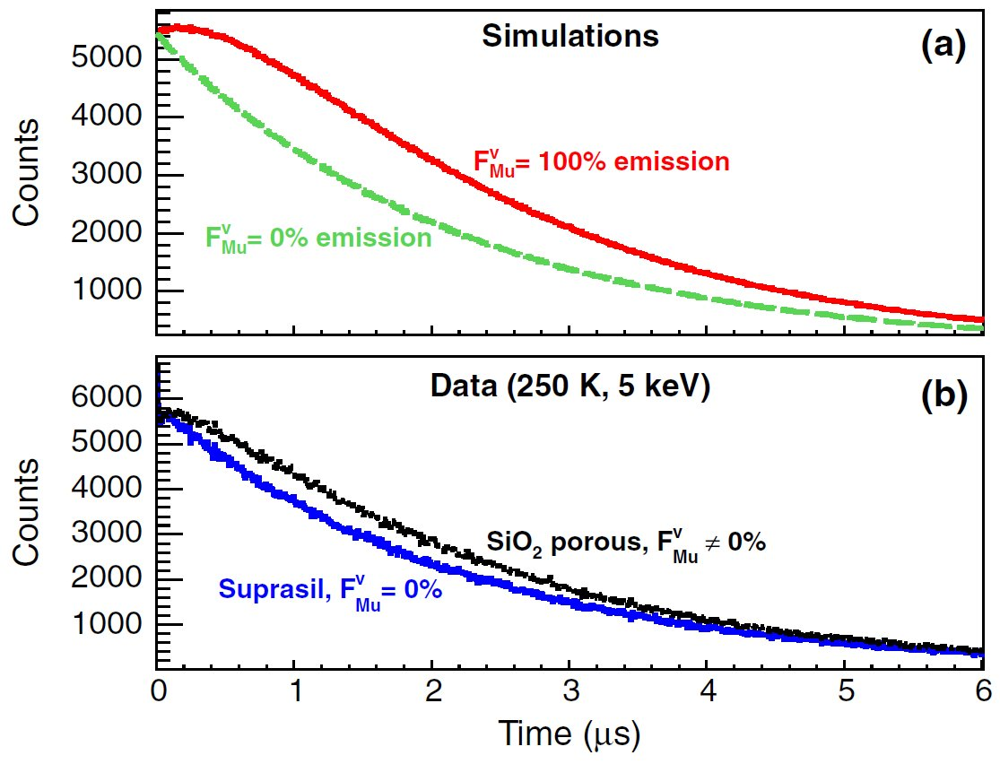 Simulations
(a)
5000
4000
3000
2000
1000
Counts
F^v_Mu= 100% emission
F^v_Mu= 0% emission
Data (250 K, 5 keV)
(b)
6000
5000
4000
3000
2000
1000
Counts
SiO₂ porous, F^v_Mu ≠ 0%
Suprasil, F^v_Mu= 0%
0 1 2 3 4 5 6
Time (μs)